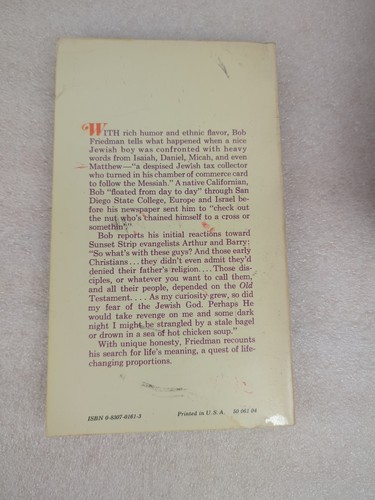 WITH rich humor and ethnic flavor, Bob
Friedman tells what happened when a nice
Jewish boy was confronted with heavy
words from Isaiah, Daniel, Micah, and even
Matthew—"a despised Jewish tax collector
who turned in his chamber of commerce card
to follow the Messiah." A native Californian,
Bob "floated from day to day" through San
Diego State College, Europe and Israel be-
fore his newspaper sent him to "check out
the nut who's chained himself to a cross or
somethin'."
Bob reports his initial reactions toward
Sunset Strip evangelists Arthur and Barry:
"So what's with these guys? And those early
Christians . . . they didn't even admit they'd
denied their father's religion. . . . Those dis-
ciples, or whatever you want to call them,
and all their people, depended on the Old
Testament. . . . As my curiosity grew, so did
my fear of the Jewish God. Perhaps He
would take revenge on me and some dark
night I might be strangled by a stale bagel
or drown in a sea of hot chicken soup."
With unique honesty, Friedman recounts
his search for life's meaning, a quest of life-
changing proportions.
ISBN 0-8307-0161-3 Printed in U.S.A. 50 061 04